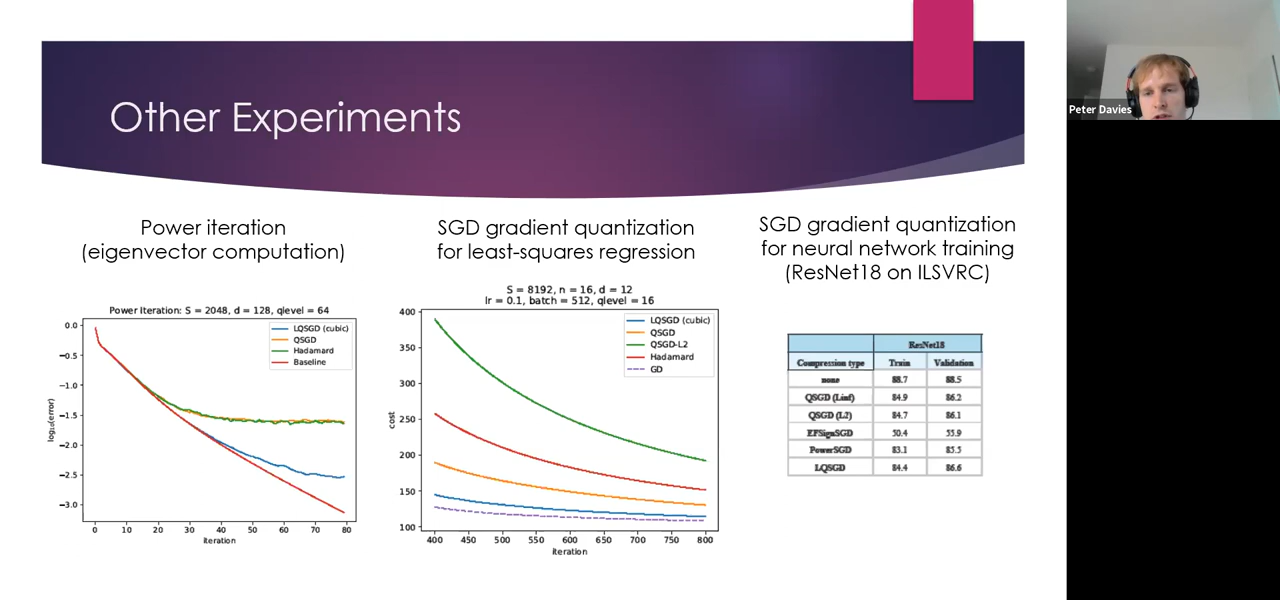 Other Experiments
Peter Davies
Power iteration
(eigenvector computation)
SGD gradient quantization
for least-squares regression
SGD gradient quantization
for neural network training
(ResNet18 on ILSVRC)
Power Iteration: S = 2048, d = 128, qlevel = 64
LQSGD (cubic)
QSGD
Hadamard
Baseline
0.0
−0.5
−1.0
−1.5
−2.0
−2.5
−3.0
log₁₀(error)
0 10 20 30 40 50 60 70 80
iteration
S = 8192, n = 16, d = 12
lr = 0.1, batch = 512, qlevel = 16
LQSGD (cubic)
QSGD
QSGD-L2
Hadamard
GD
400
350
300
250
200
150
100
cost
400 450 500 550 600 650 700 750 800
iteration
ResNet18
Compression type Train Validation
none 88.7 88.5
QSGD (Linf) 84.9 86.2
QSGD (L2) 84.7 86.1
EFSignSGD 50.4 55.9
PowerSGD 83.1 85.5
LQSGD 84.4 86.6